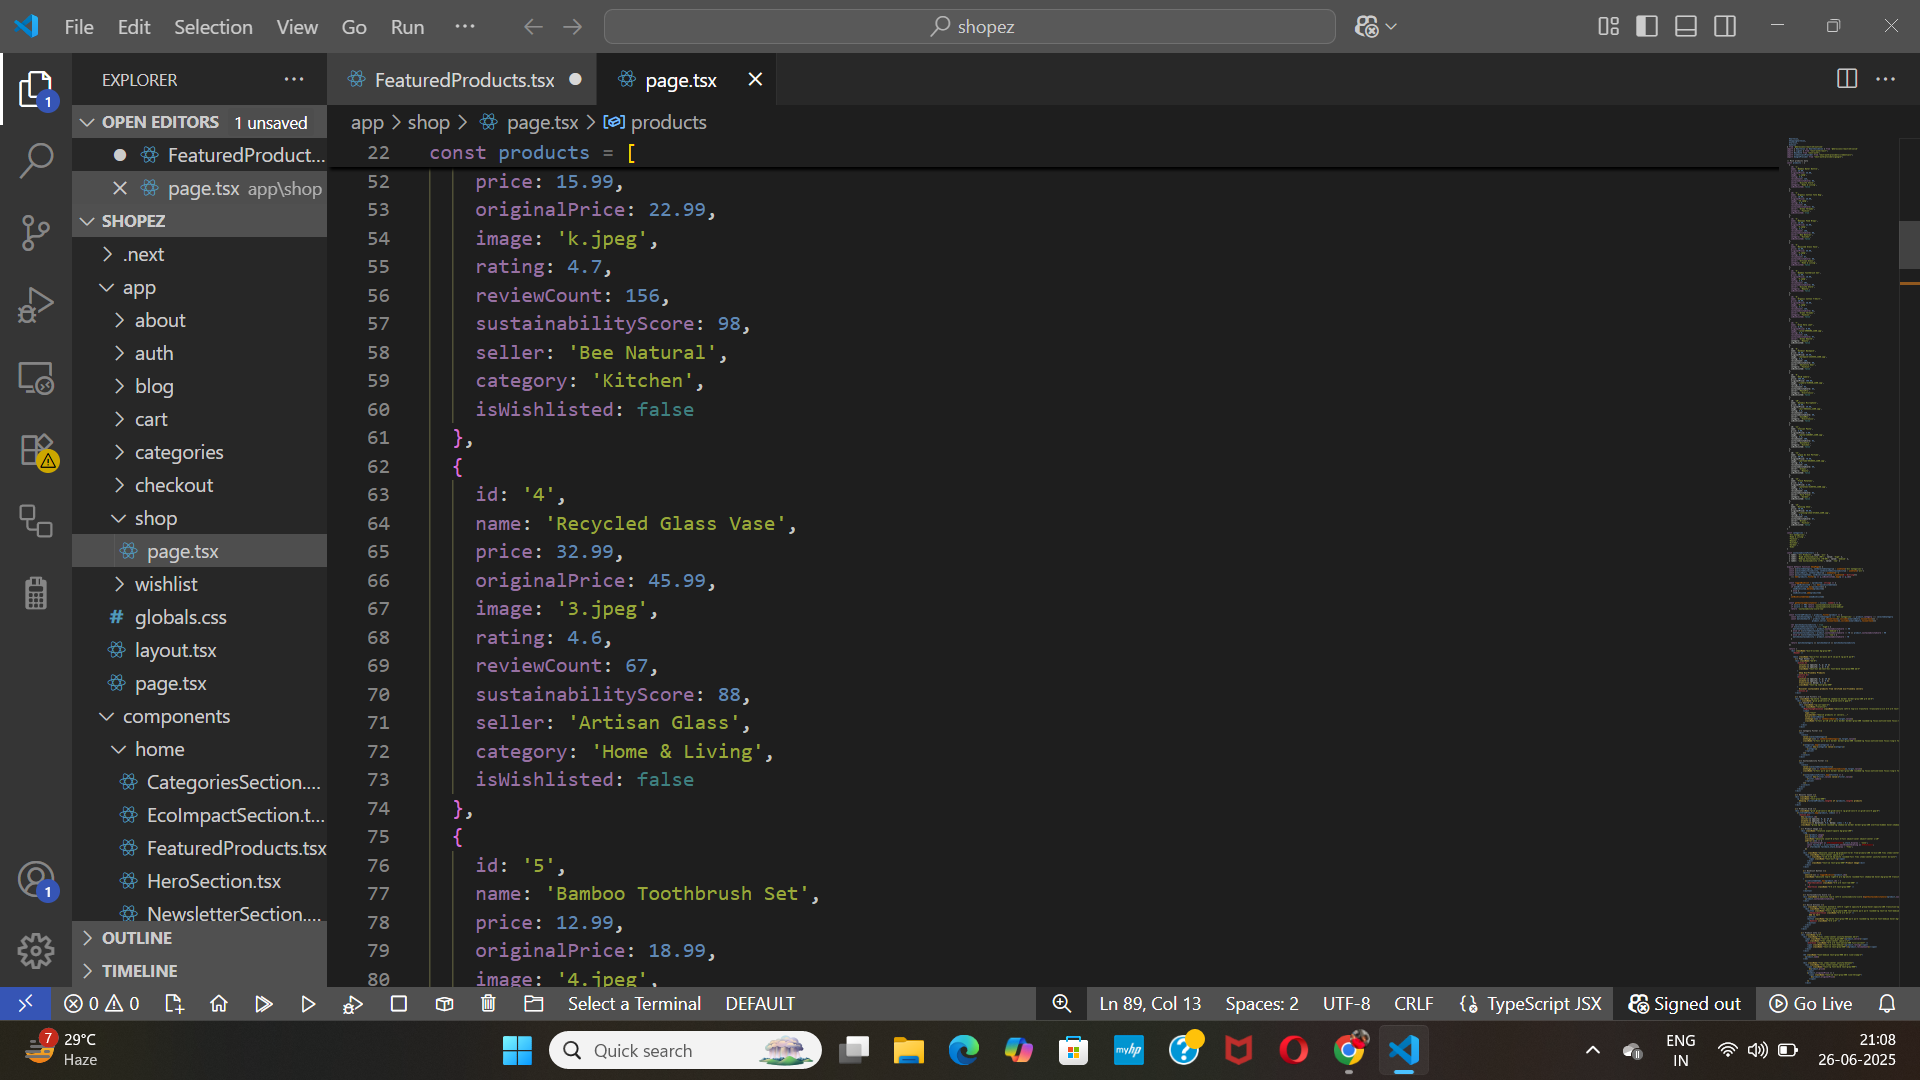 File Edit Selection View Go Run ...
shopez
EXPLORER
OPEN EDITORS 1 unsaved
FeaturedProduct...
page.tsx app\shop
SHOPEZ
.next
app
about
auth
blog
cart
categories
checkout
shop
page.tsx
wishlist
# globals.css
layout.tsx
page.tsx
components
home
CategoriesSection....
EcoImpactSection.t...
FeaturedProducts.tsx
HeroSection.tsx
NewsletterSection....
OUTLINE
TIMELINE
1
1
FeaturedProducts.tsx
page.tsx
app > shop > page.tsx > products
22 const products = [
52 price: 15.99,
53 originalPrice: 22.99,
54 image: 'k.jpeg',
55 rating: 4.7,
56 reviewCount: 156,
57 sustainabilityScore: 98,
58 seller: 'Bee Natural',
59 category: 'Kitchen',
60 isWishlisted: false
61 },
62 {
63 id: '4',
64 name: 'Recycled Glass Vase',
65 price: 32.99,
66 originalPrice: 45.99,
67 image: '3.jpeg',
68 rating: 4.6,
69 reviewCount: 67,
70 sustainabilityScore: 88,
71 seller: 'Artisan Glass',
72 category: 'Home & Living',
73 isWishlisted: false
74 },
75 {
76 id: '5',
77 name: 'Bamboo Toothbrush Set',
78 price: 12.99,
79 originalPrice: 18.99,
80 image: '4.jpeg',
0 0 Select a Terminal DEFAULT Ln 89, Col 13 Spaces: 2 UTF-8 CRLF {} TypeScript JSX Signed out Go Live
7
29°C
Haze
Quick search
myhp
ENG
IN
21:08
26-06-2025